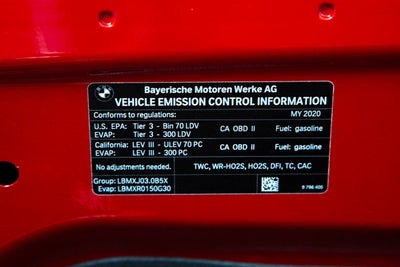 Bayerische Motoren Werke AG
VEHICLE EMISSION CONTROL INFORMATION
Conforms to regulations: MY 2020
U.S. EPA: Tier 3 - Bin 70 LDV CA OBD II Fuel: gasoline
EVAP: Tier 3 - 300 LDV
California: LEV III - ULEV 70 PC CA OBD II Fuel: gasoline
EVAP: LEV III - 300 PC
No adjustments needed. TWC, WR-HO2S, HO2S, DFI, TC, CAC
Group: LBMXJ03.0B5X
Evap: LBMXR0150G30 9 796 405